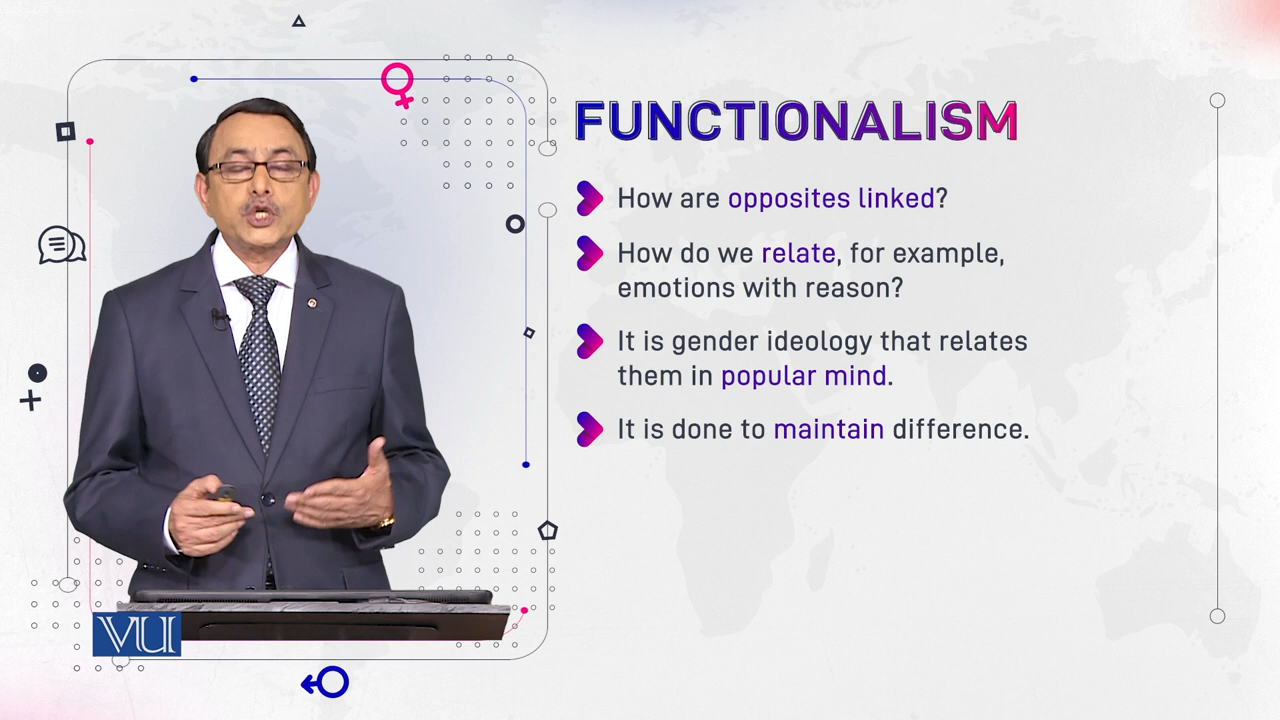 FUNCTIONALISM
How are opposites linked?
How do we relate, for example,
emotions with reason?
It is gender ideology that relates
them in popular mind.
It is done to maintain difference.
VU